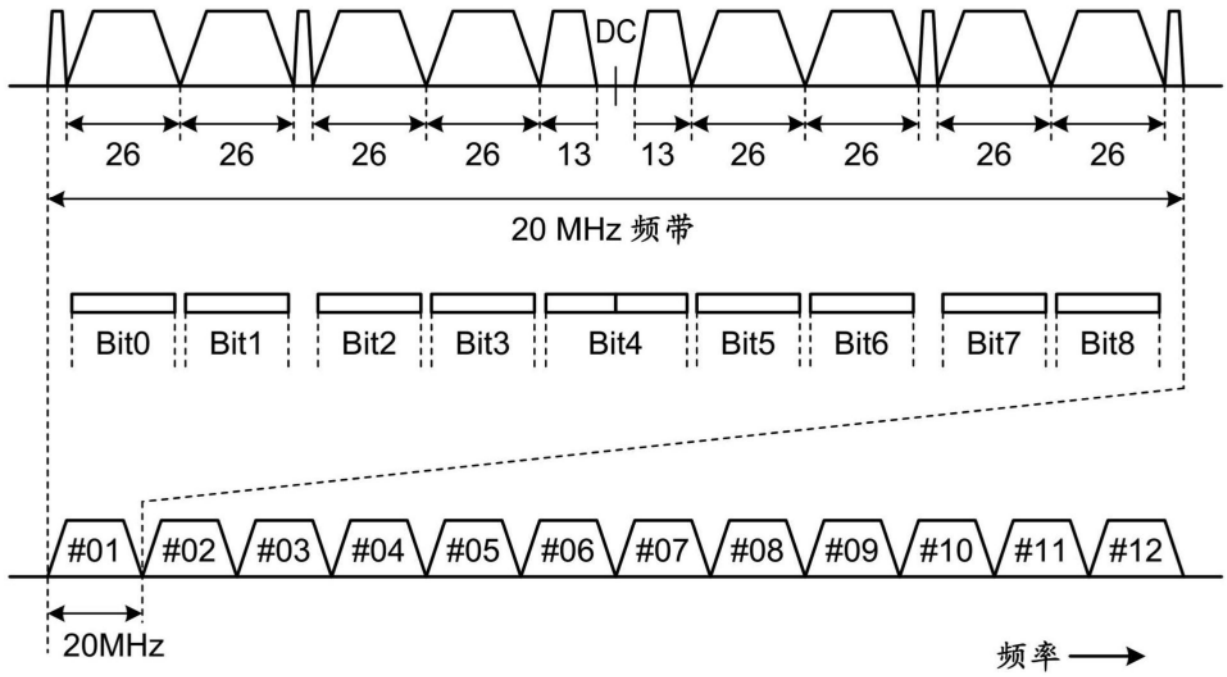 DC
26 26 26 26 13 13 26 26 26 26
20 MHz 频带
Bit0 Bit1 Bit2 Bit3 Bit4 Bit5 Bit6 Bit7 Bit8
#01 #02 #03 #04 #05 #06 #07 #08 #09 #10 #11 #12
20MHz
频率